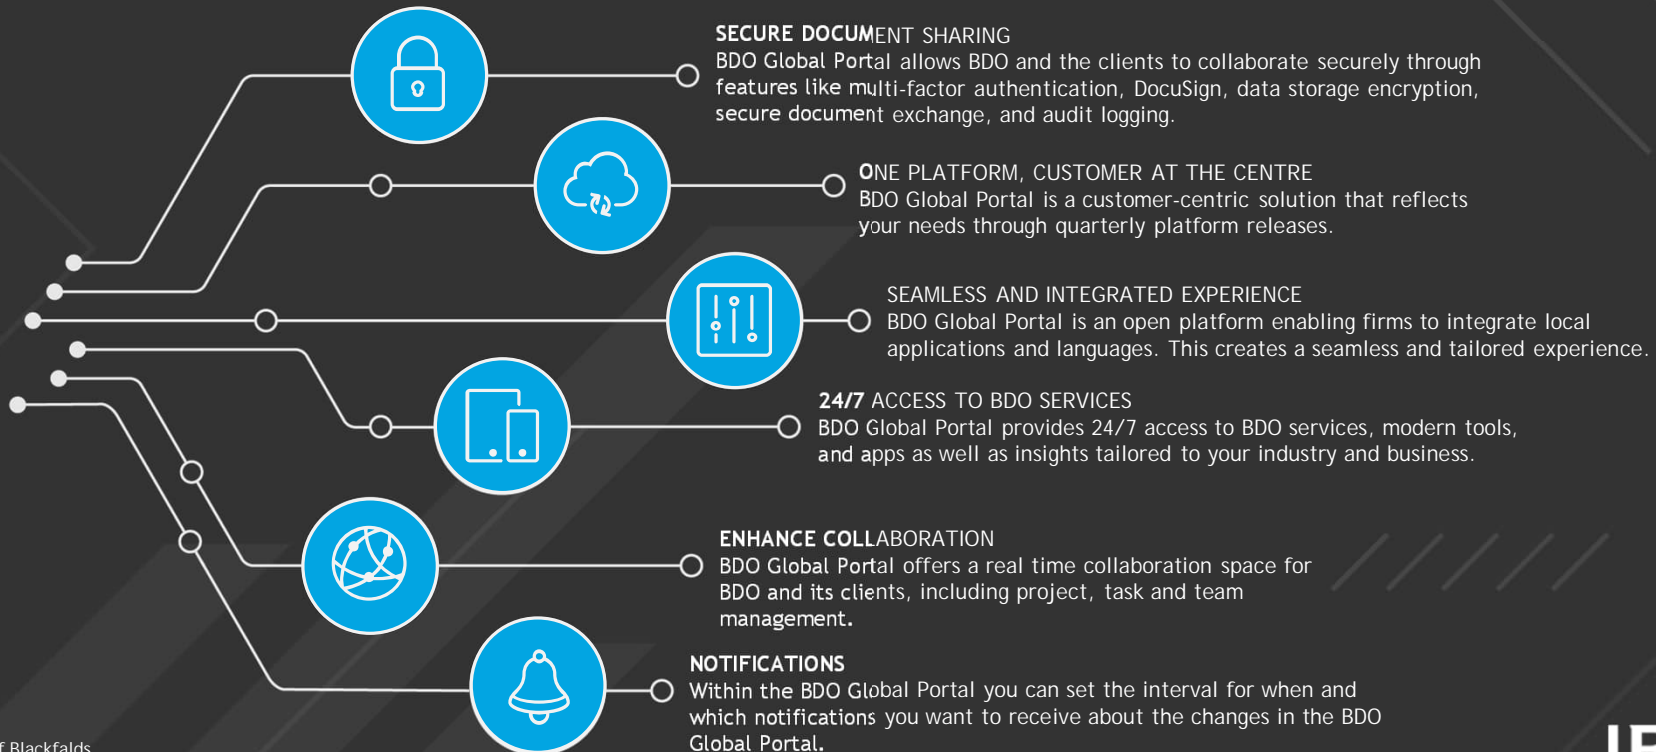 SECURE DOCUMENT SHARING
BDO Global Portal allows BDO and the clients to collaborate securely through
features like multi-factor authentication, DocuSign, data storage encryption,
secure document exchange, and audit logging.
ONE PLATFORM, CUSTOMER AT THE CENTRE
BDO Global Portal is a customer-centric solution that reflects
your needs through quarterly platform releases.
SEAMLESS AND INTEGRATED EXPERIENCE
BDO Global Portal is an open platform enabling firms to integrate local
applications and languages. This creates a seamless and tailored experience.
24/7 ACCESS TO BDO SERVICES
BDO Global Portal provides 24/7 access to BDO services, modern tools,
and apps as well as insights tailored to your industry and business.
ENHANCE COLLABORATION
BDO Global Portal offers a real time collaboration space for
BDO and its clients, including project, task and team
management.
NOTIFICATIONS
Within the BDO Global Portal you can set the interval for when and
which notifications you want to receive about the changes in the BDO
Global Portal.
Blackfalds